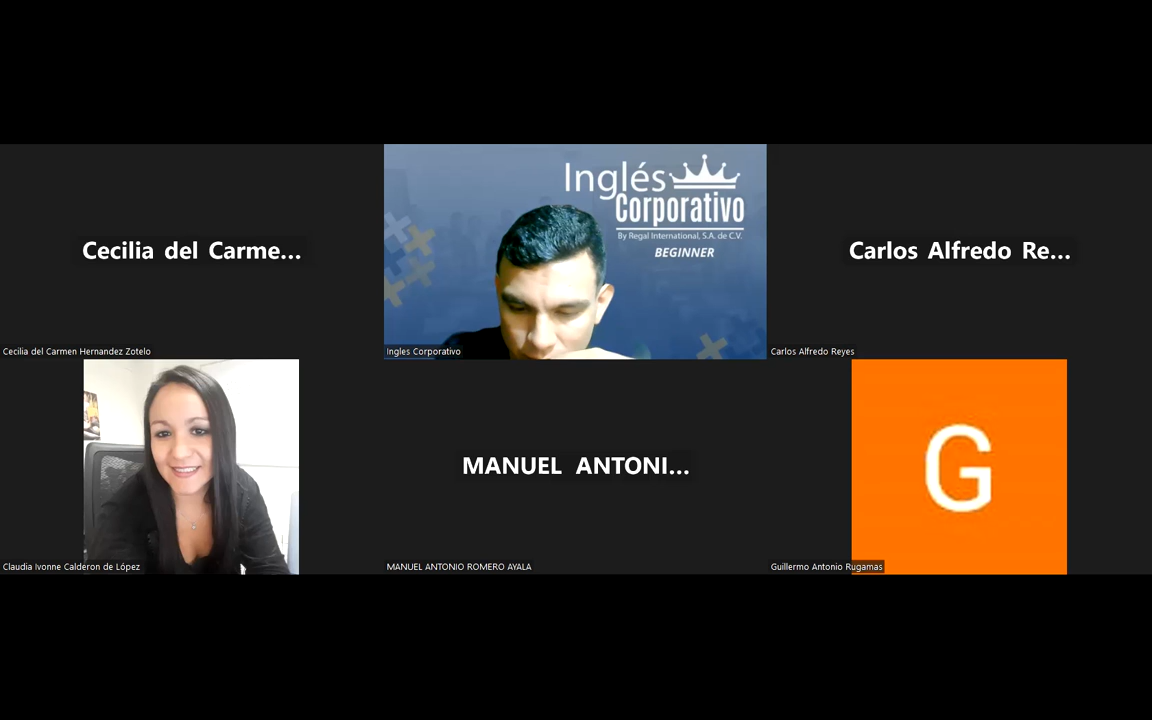 Cecilia del Carme...
Cecilia del Carmen Hernandez Zotelo
Inglés
Corporativo
By Regal International, S.A. de C.V.
BEGINNER
Ingles Corporativo
Carlos Alfredo Re...
Carlos Alfredo Reyes
Claudia Ivonne Calderon de López
MANUEL ANTONI...
MANUEL ANTONIO ROMERO AYALA
G
Guillermo Antonio Rugamas